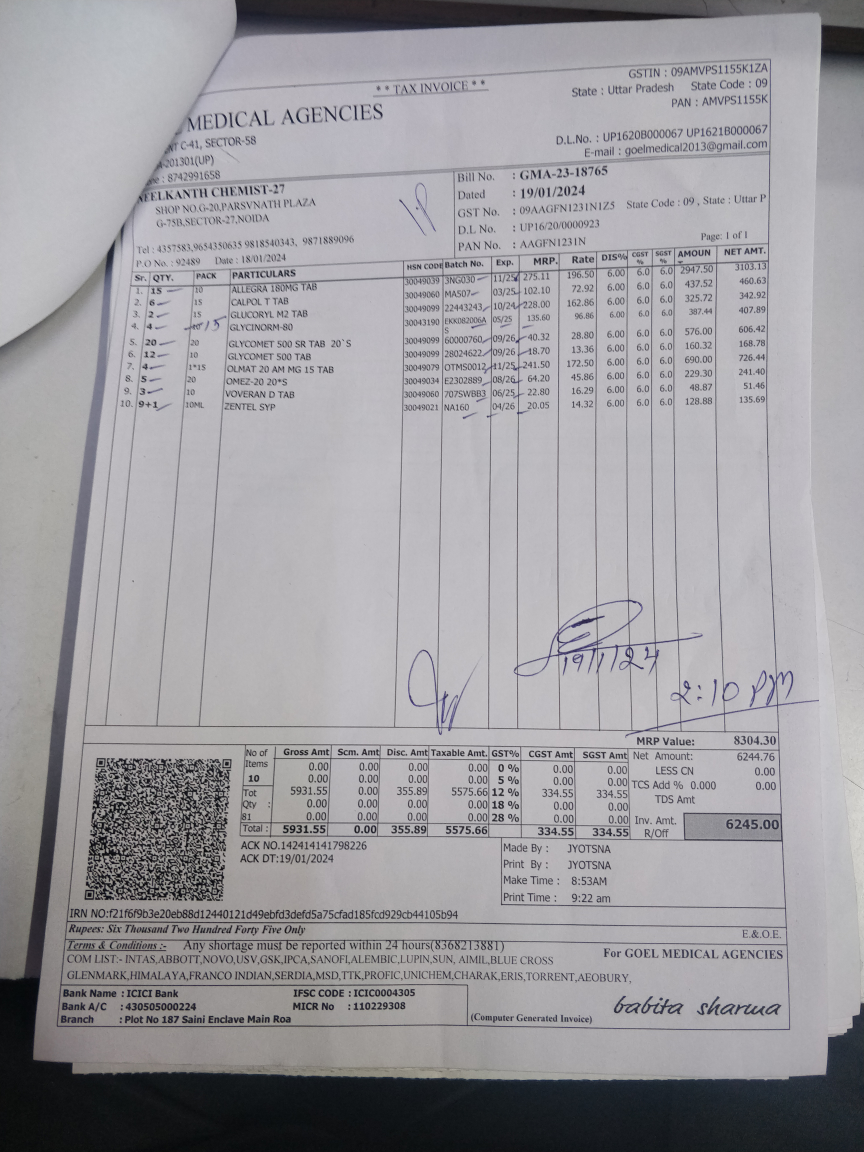 ** TAX INVOICE **
GSTIN : 09AMVPS1155K1ZA
State : Uttar Pradesh State Code : 09
PAN : AMVPS1155K
MEDICAL AGENCIES
C-41, SECTOR-58
-201301(UP)
: 8742991658
D.L.No. : UP1620B000067 UP1621B000067
E-mail : goelmedical2013@gmail.com
NEELKANTH CHEMIST-27
SHOP NO.G-20,PARSVNATH PLAZA
G-75B,SECTOR-27,NOIDA
Tel : 4357583,9654350635 9818540343, 9871889096
P.O No. : 92489 Date : 18/01/2024
Bill No. : GMA-23-18765
Dated : 19/01/2024
GST No. : 09AAGFN1231N1Z5 State Code : 09 , State : Uttar P
D.L No. : UP16/20/0000923
PAN No. : AAGFN1231N
Page: 1 of 1
Sr. QTY. PACK PARTICULARS HSN CODE Batch No. Exp. MRP. Rate DIS% CGST % SGST % AMOUN NET AMT.
1. 15 10 ALLEGRA 180MG TAB 30049039 3NG030 11/25 275.11 196.50 6.00 6.0 6.0 2947.50 3103.13
2. 6 15 CALPOL T TAB 30049060 MA507 03/25 102.10 72.92 6.00 6.0 6.0 437.52 460.63
3. 2 15 GLUCORYL M2 TAB 30049099 22443243 10/24 228.00 162.86 6.00 6.0 6.0 325.72 342.92
4. 4 15 GLYCINORM-80 30043190 EKK082006A S 05/25 135.60 96.86 6.00 6.0 6.0 387.44 407.89
5. 20 20 GLYCOMET 500 SR TAB 20`S 30049099 60000760 09/26 40.32 28.80 6.00 6.0 6.0 576.00 606.42
6. 12 10 GLYCOMET 500 TAB 30049099 28024622 09/26 18.70 13.36 6.00 6.0 6.0 160.32 168.78
7. 4 1*15 OLMAT 20 AM MG 15 TAB 30049079 OTMS0012 11/25 241.50 172.50 6.00 6.0 6.0 690.00 726.44
8. 5 20 OMEZ-20 20*S 30049034 E2302889 08/26 64.20 45.86 6.00 6.0 6.0 229.30 241.40
9. 3 10 VOVERAN D TAB 30049060 707SWBB3 06/25 22.80 16.29 6.00 6.0 6.0 48.87 51.46
10. 9+1 10ML ZENTEL SYP 30049021 NA160 04/26 20.05 14.32 6.00 6.0 6.0 128.88 135.69
19/1/24
2:10 PM
No of Items Gross Amt Scm. Amt Disc. Amt Taxable Amt. GST% CGST Amt SGST Amt
0.00 0.00 0.00 0.00 0 % 0.00 0.00
10 0.00 0.00 0.00 0.00 5 % 0.00 0.00
Tot 5931.55 0.00 355.89 5575.66 12 % 334.55 334.55
Qty : 0.00 0.00 0.00 0.00 18 % 0.00 0.00
81 0.00 0.00 0.00 0.00 28 % 0.00 0.00
Total : 5931.55 0.00 355.89 5575.66 334.55 334.55
MRP Value: 8304.30
Net Amount: 6244.76
LESS CN 0.00
TCS Add % 0.000 0.00
TDS Amt
Inv. Amt. 6245.00
R/Off
ACK NO.142414141798226
ACK DT:19/01/2024
Made By : JYOTSNA
Print By : JYOTSNA
Make Time : 8:53AM
Print Time : 9:22 am
IRN NO:f21f6f9b3e20eb88d12440121d49ebfd3defd5a75cfad185fcd929cb44105b94
Rupees: Six Thousand Two Hundred Forty Five Only
E.&O.E.
Terms & Conditions :- Any shortage must be reported within 24 hours(8368213881)
COM LIST:- INTAS,ABBOTT,NOVO,USV,GSK,IPCA,SANOFI,ALEMBIC,LUPIN,SUN, AIMIL,BLUE CROSS
GLENMARK,HIMALAYA,FRANCO INDIAN,SERDIA,MSD,TTK,PROFIC,UNICHEM,CHARAK,ERIS,TORRENT,AEOBURY,
For GOEL MEDICAL AGENCIES
Bank Name : ICICI Bank IFSC CODE : ICIC0004305
Bank A/C : 430505000224 MICR No : 110229308
Branch : Plot No 187 Saini Enclave Main Roa
(Computer Generated Invoice)
babita sharma